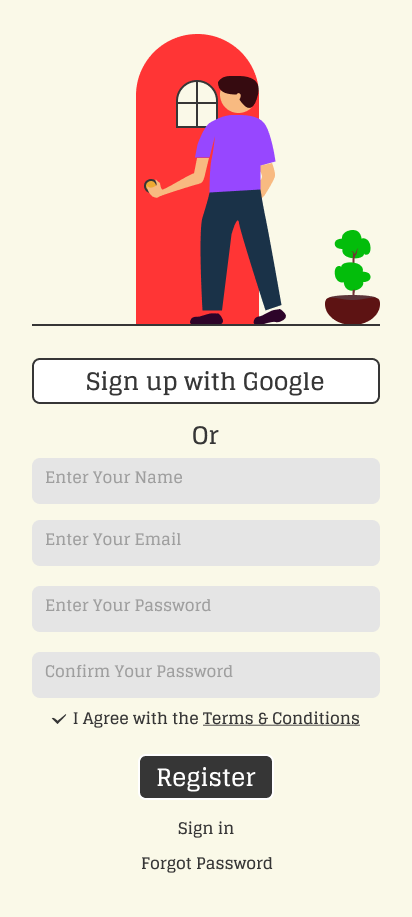 Sign up with Google
Or
Enter Your Name
Enter Your Email
Enter Your Password
Confirm Your Password
I Agree with the Terms & Conditions
Register
Sign in
Forgot Password